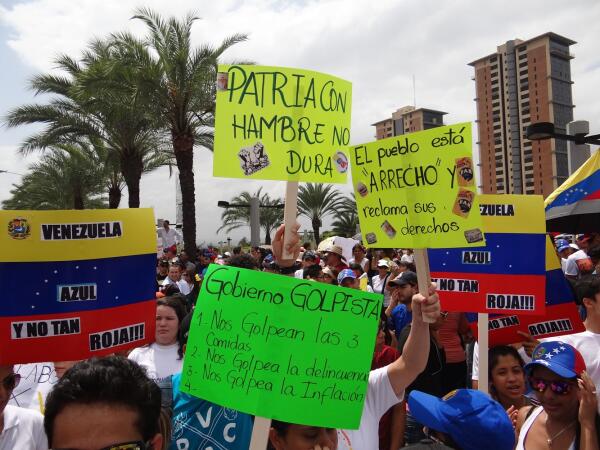 PATRIA CON
HAMBRE NO
DURA
El pueblo está
"ARRECHO" y
reclama sus
derechos
VENEZUELA
AZUL
Y NO TAN
ROJA!!!
Gobierno GOLPISTA
1- Nos Golpean las 3
Comidas
2- Nos Golpea la delincuencia
3- Nos Golpea la Inflación
4-
VENEZUELA
AZUL
Y NO TAN
ROJA!!!
ROJA!!!